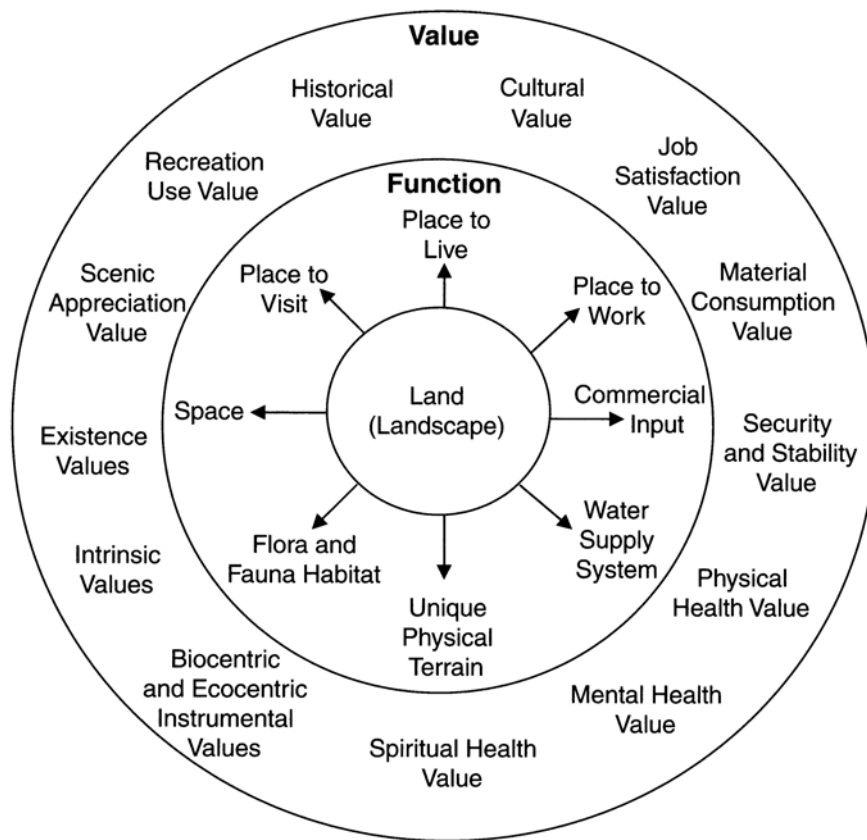 Value
Historical
Value
Cultural
Value
Job
Satisfaction
Value
Material
Consumption
Value
Security
and Stability
Value
Physical
Health Value
Mental Health
Value
Spiritual Health
Value
Biocentric
and Ecocentric
Instrumental
Values
Intrinsic
Values
Existence
Values
Scenic
Appreciation
Value
Recreation
Use Value
Function
Place to
Live
Place to
Work
Commercial
Input
Water
Supply
System
Unique
Physical
Terrain
Flora and
Fauna Habitat
Space
Place to
Visit
Land
(Landscape)